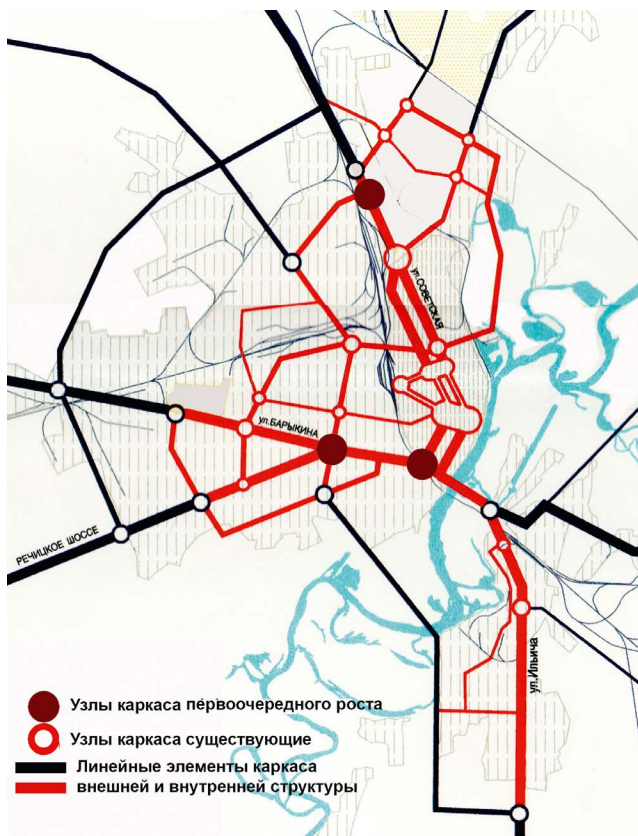 ул.СОВЕТСКАЯ
ул.БАРЫКИНА
РЕЧИЦКОЕ ШОССЕ
ул.Ильича
Узлы каркаса первоочередного роста
Узлы каркаса существующие
Линейные элементы каркаса
внешней и внутренней структуры